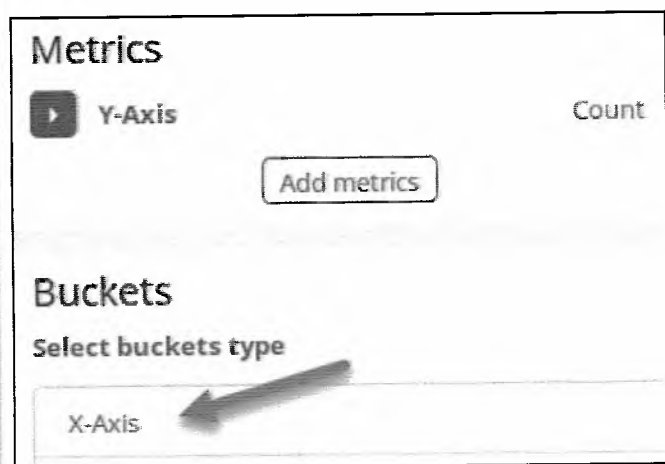 Metrics
Y-Axis Count
Add metrics
Buckets
Select buckets type
X-Axis